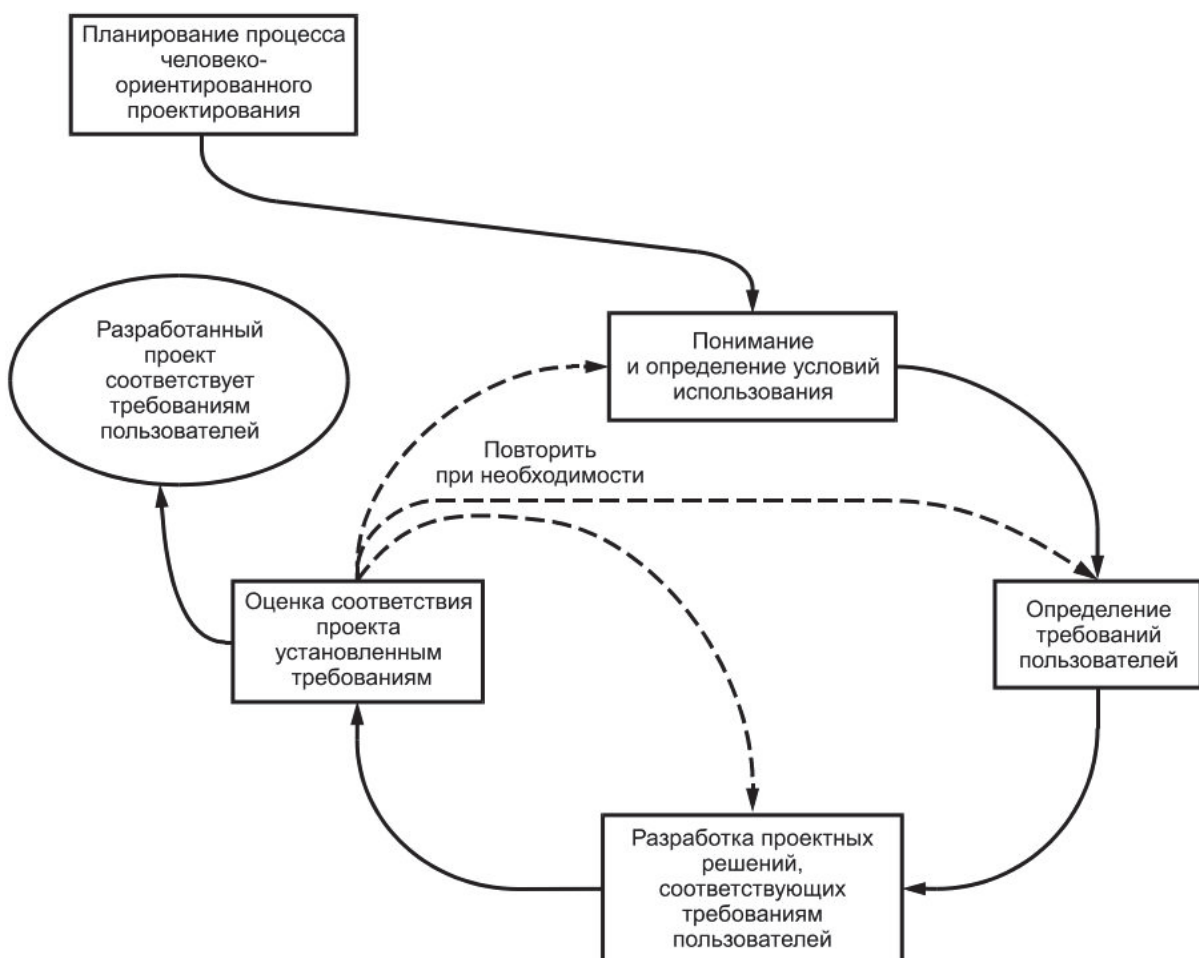 Планирование процесса
человеко-
ориентированного
проектирования
Разработанный
проект
соответствует
требованиям
пользователей
Понимание
и определение условий
использования
Повторить
при необходимости
Оценка соответствия
проекта
установленным
требованиям
Определение
требований
пользователей
Разработка проектных
решений,
соответствующих
требованиям
пользователей